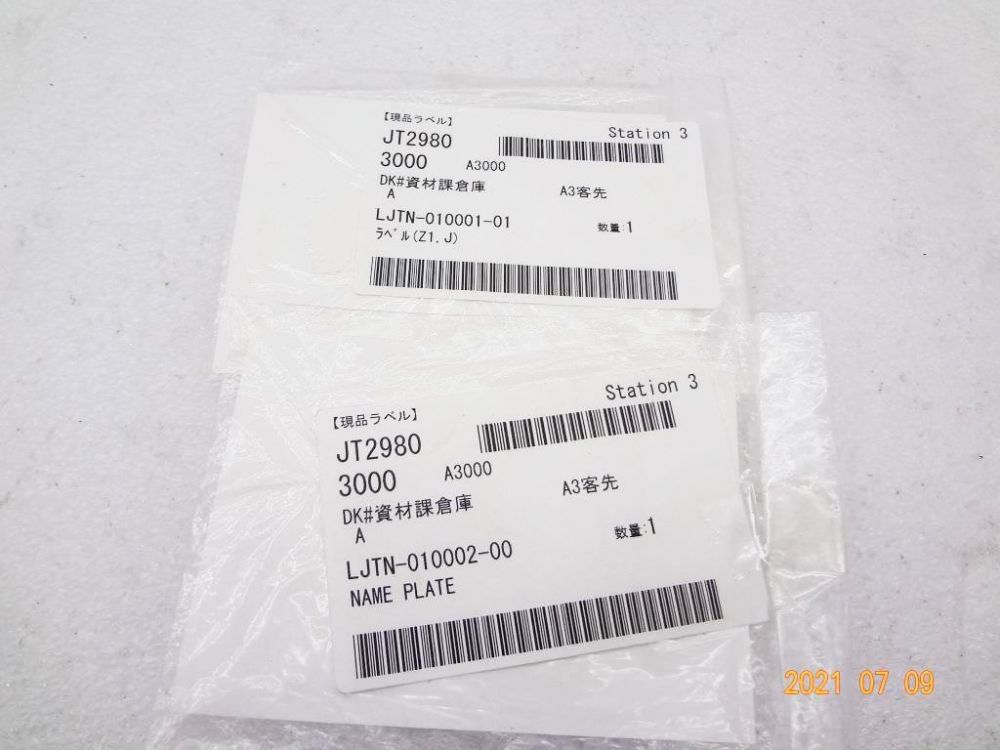 【現品ラベル】
Station 3
JT2980
3000 A3000
DK#資材課倉庫 A3客先
A
LJTN-010001-01 数量:1
ﾗﾍﾞﾙ(Z1,J)
【現品ラベル】
Station 3
JT2980
3000 A3000
DK#資材課倉庫 A3客先
A
LJTN-010002-00 数量:1
NAME PLATE
2021 07 09